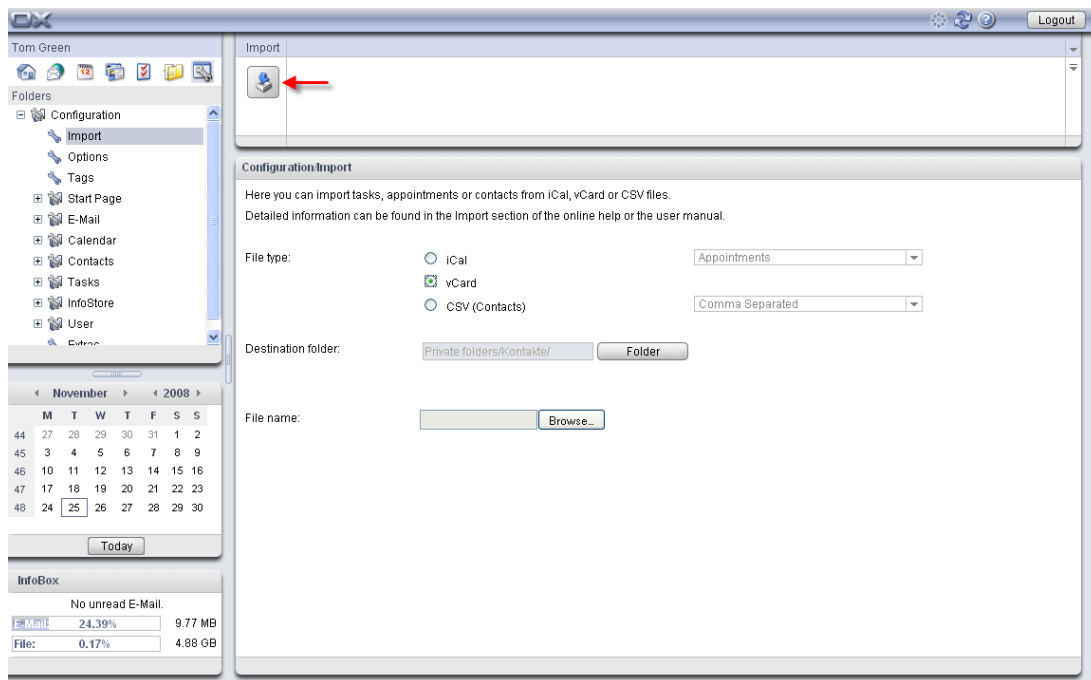 OX
Logout
Tom Green
12
Folders
Configuration
Import
Options
Tags
Start Page
E-Mail
Calendar
Contacts
Tasks
InfoStore
User
November 2008
M T W T F S S
44 27 28 29 30 31 1 2
45 3 4 5 6 7 8 9
46 10 11 12 13 14 15 16
47 17 18 19 20 21 22 23
48 24 25 26 27 28 29 30
Today
InfoBox
No unread E-Mail.
E-Mail: 24.39% 9.77 MB
File: 0.17% 4.88 GB
Import
Configuration/Import
Here you can import tasks, appointments or contacts from iCal, vCard or CSV files.
Detailed information can be found in the Import section of the online help or the user manual.
File type: iCal Appointments
vCard
CSV (Contacts) Comma Separated
Destination folder: Private folders/Kontakte/ Folder
File name: Browse...